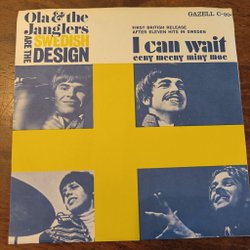 Ola & the
Janglers
ARE THE
SWEDISH
DESIGN
GAZELL C-
FIRST BRITISH RELEASE
AFTER ELEVEN HITS IN SWEDEN
I can wait
eeny meeny miny moe